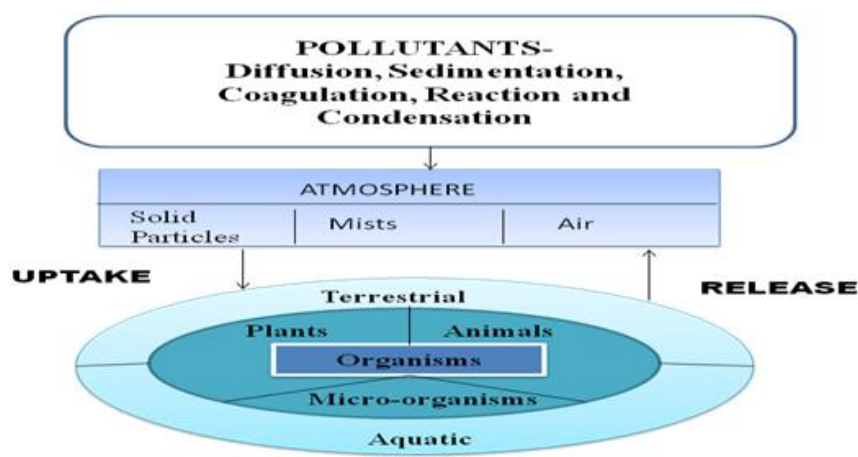 POLLUTANTS-
Diffusion, Sedimentation,
Coagulation, Reaction and
Condensation
ATMOSPHERE
Solid
Particles
Mists
Air
UPTAKE
RELEASE
Terrestrial
Plants
Animals
Organisms
Micro-organisms
Aquatic